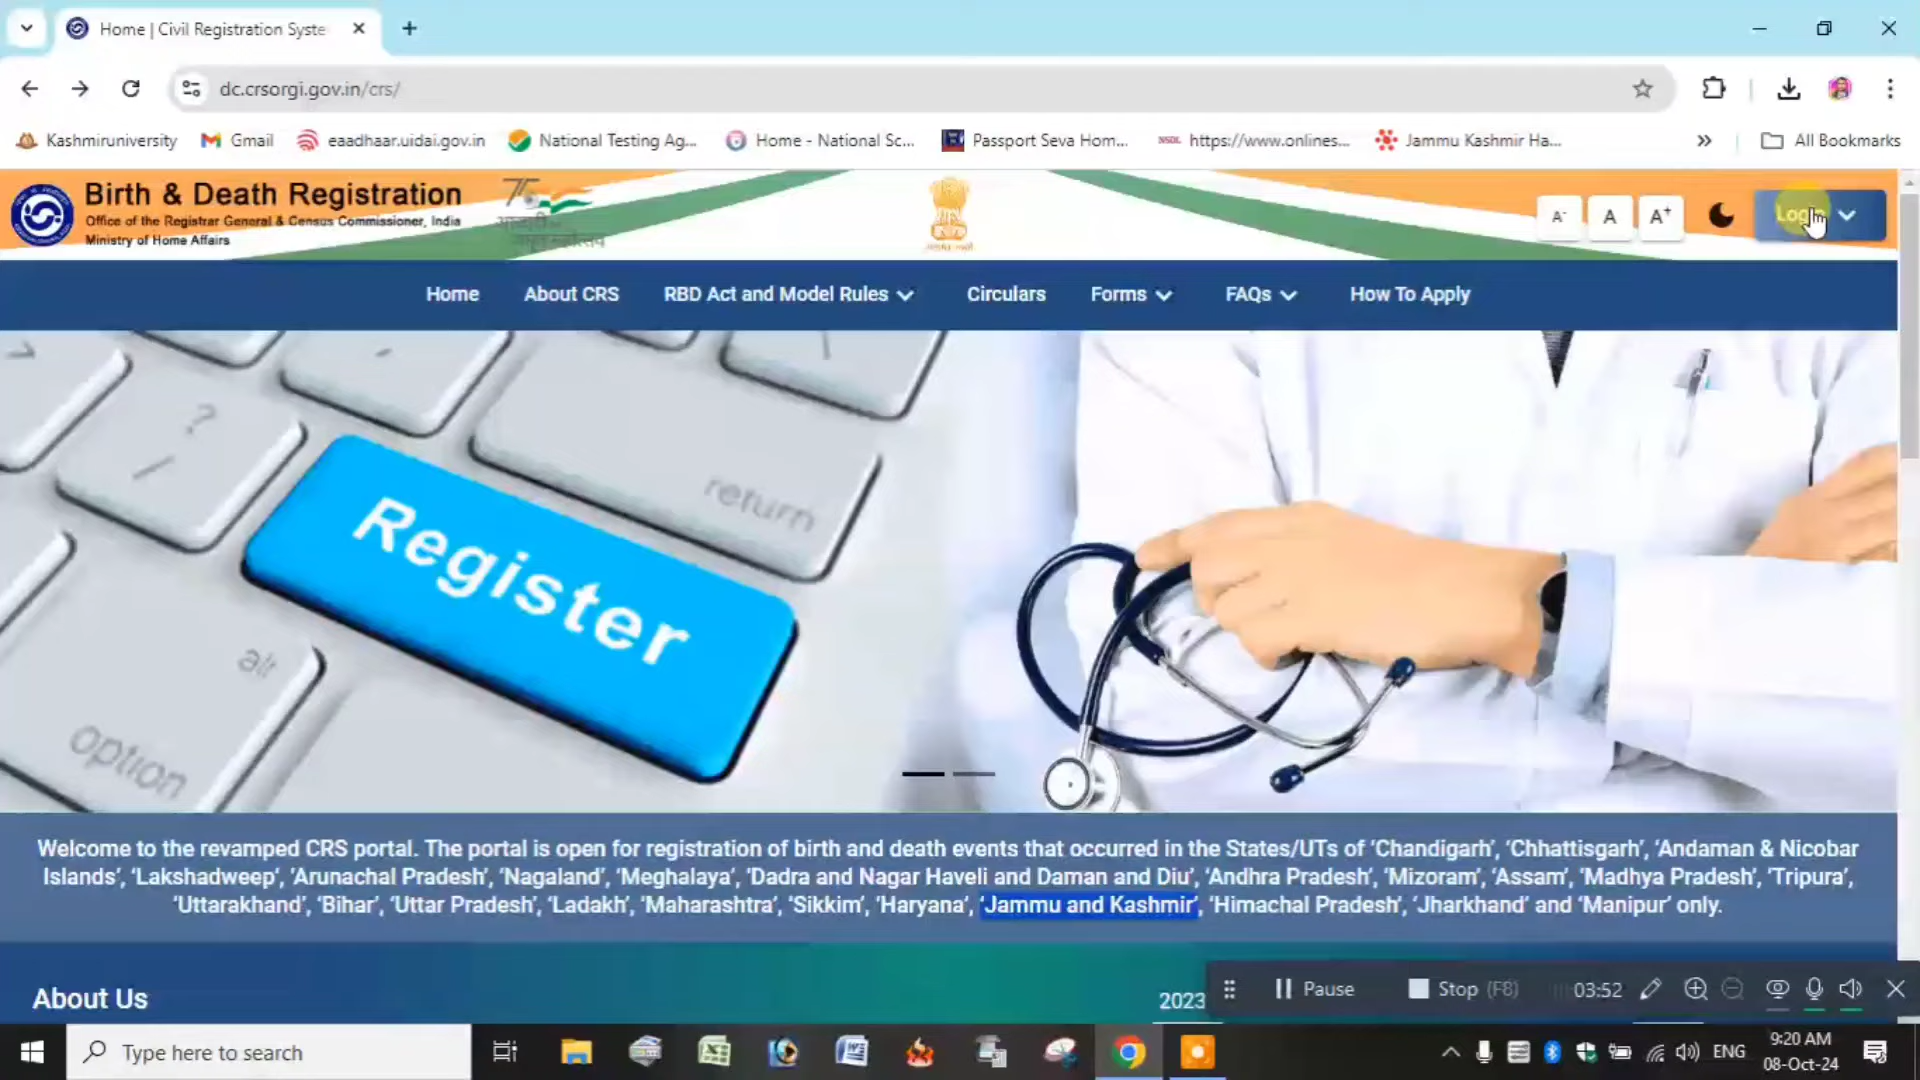 Home | Civil Registration Syste
dc.crsorgi.gov.in/crs/
Kashmiruniversity
Gmail
eaadhaar.uidai.gov.in
National Testing Ag...
Home - National Sc...
Passport Seva Hom...
NSDL
https://www.onlines...
Jammu Kashmir Ha...
All Bookmarks
Birth & Death Registration
Office of the Registrar General & Census Commissioner, India
Ministry of Home Affairs
A-
A
A+
Home
About CRS
RBD Act and Model Rules
Circulars
Forms
FAQs
How To Apply
?
/
return
Register
alt
option
Welcome to the revamped CRS portal. The portal is open for registration of birth and death events that occurred in the States/UTs of ‘Chandigarh’, ‘Chhattisgarh’, ‘Andaman & Nicobar
Islands’, ‘Lakshadweep’, ‘Arunachal Pradesh’, ‘Nagaland’, ‘Meghalaya’, ‘Dadra and Nagar Haveli and Daman and Diu’, ‘Andhra Pradesh’, ‘Mizoram’, ‘Assam’, ‘Madhya Pradesh’, ‘Tripura’,
‘Uttarakhand’, ‘Bihar’, ‘Uttar Pradesh’, ‘Ladakh’, ‘Maharashtra’, ‘Sikkim’, ‘Haryana’, ‘Jammu and Kashmir’, ‘Himachal Pradesh’, ‘Jharkhand’ and ‘Manipur’ only.
About Us
2023
Pause
Stop (F8)
03:52
Type here to search
ENG
9:20 AM
08-Oct-24